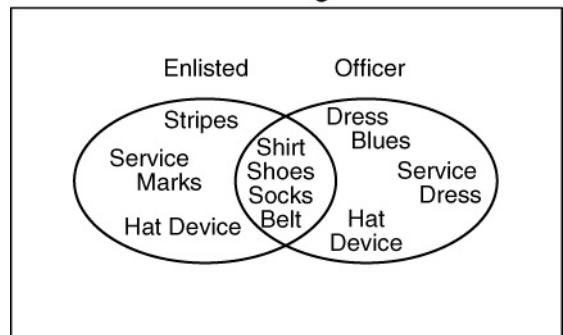 Enlisted
Officer
Stripes
Service
Marks
Hat Device
Shirt
Shoes
Socks
Belt
Dress
Blues
Service
Dress
Hat
Device